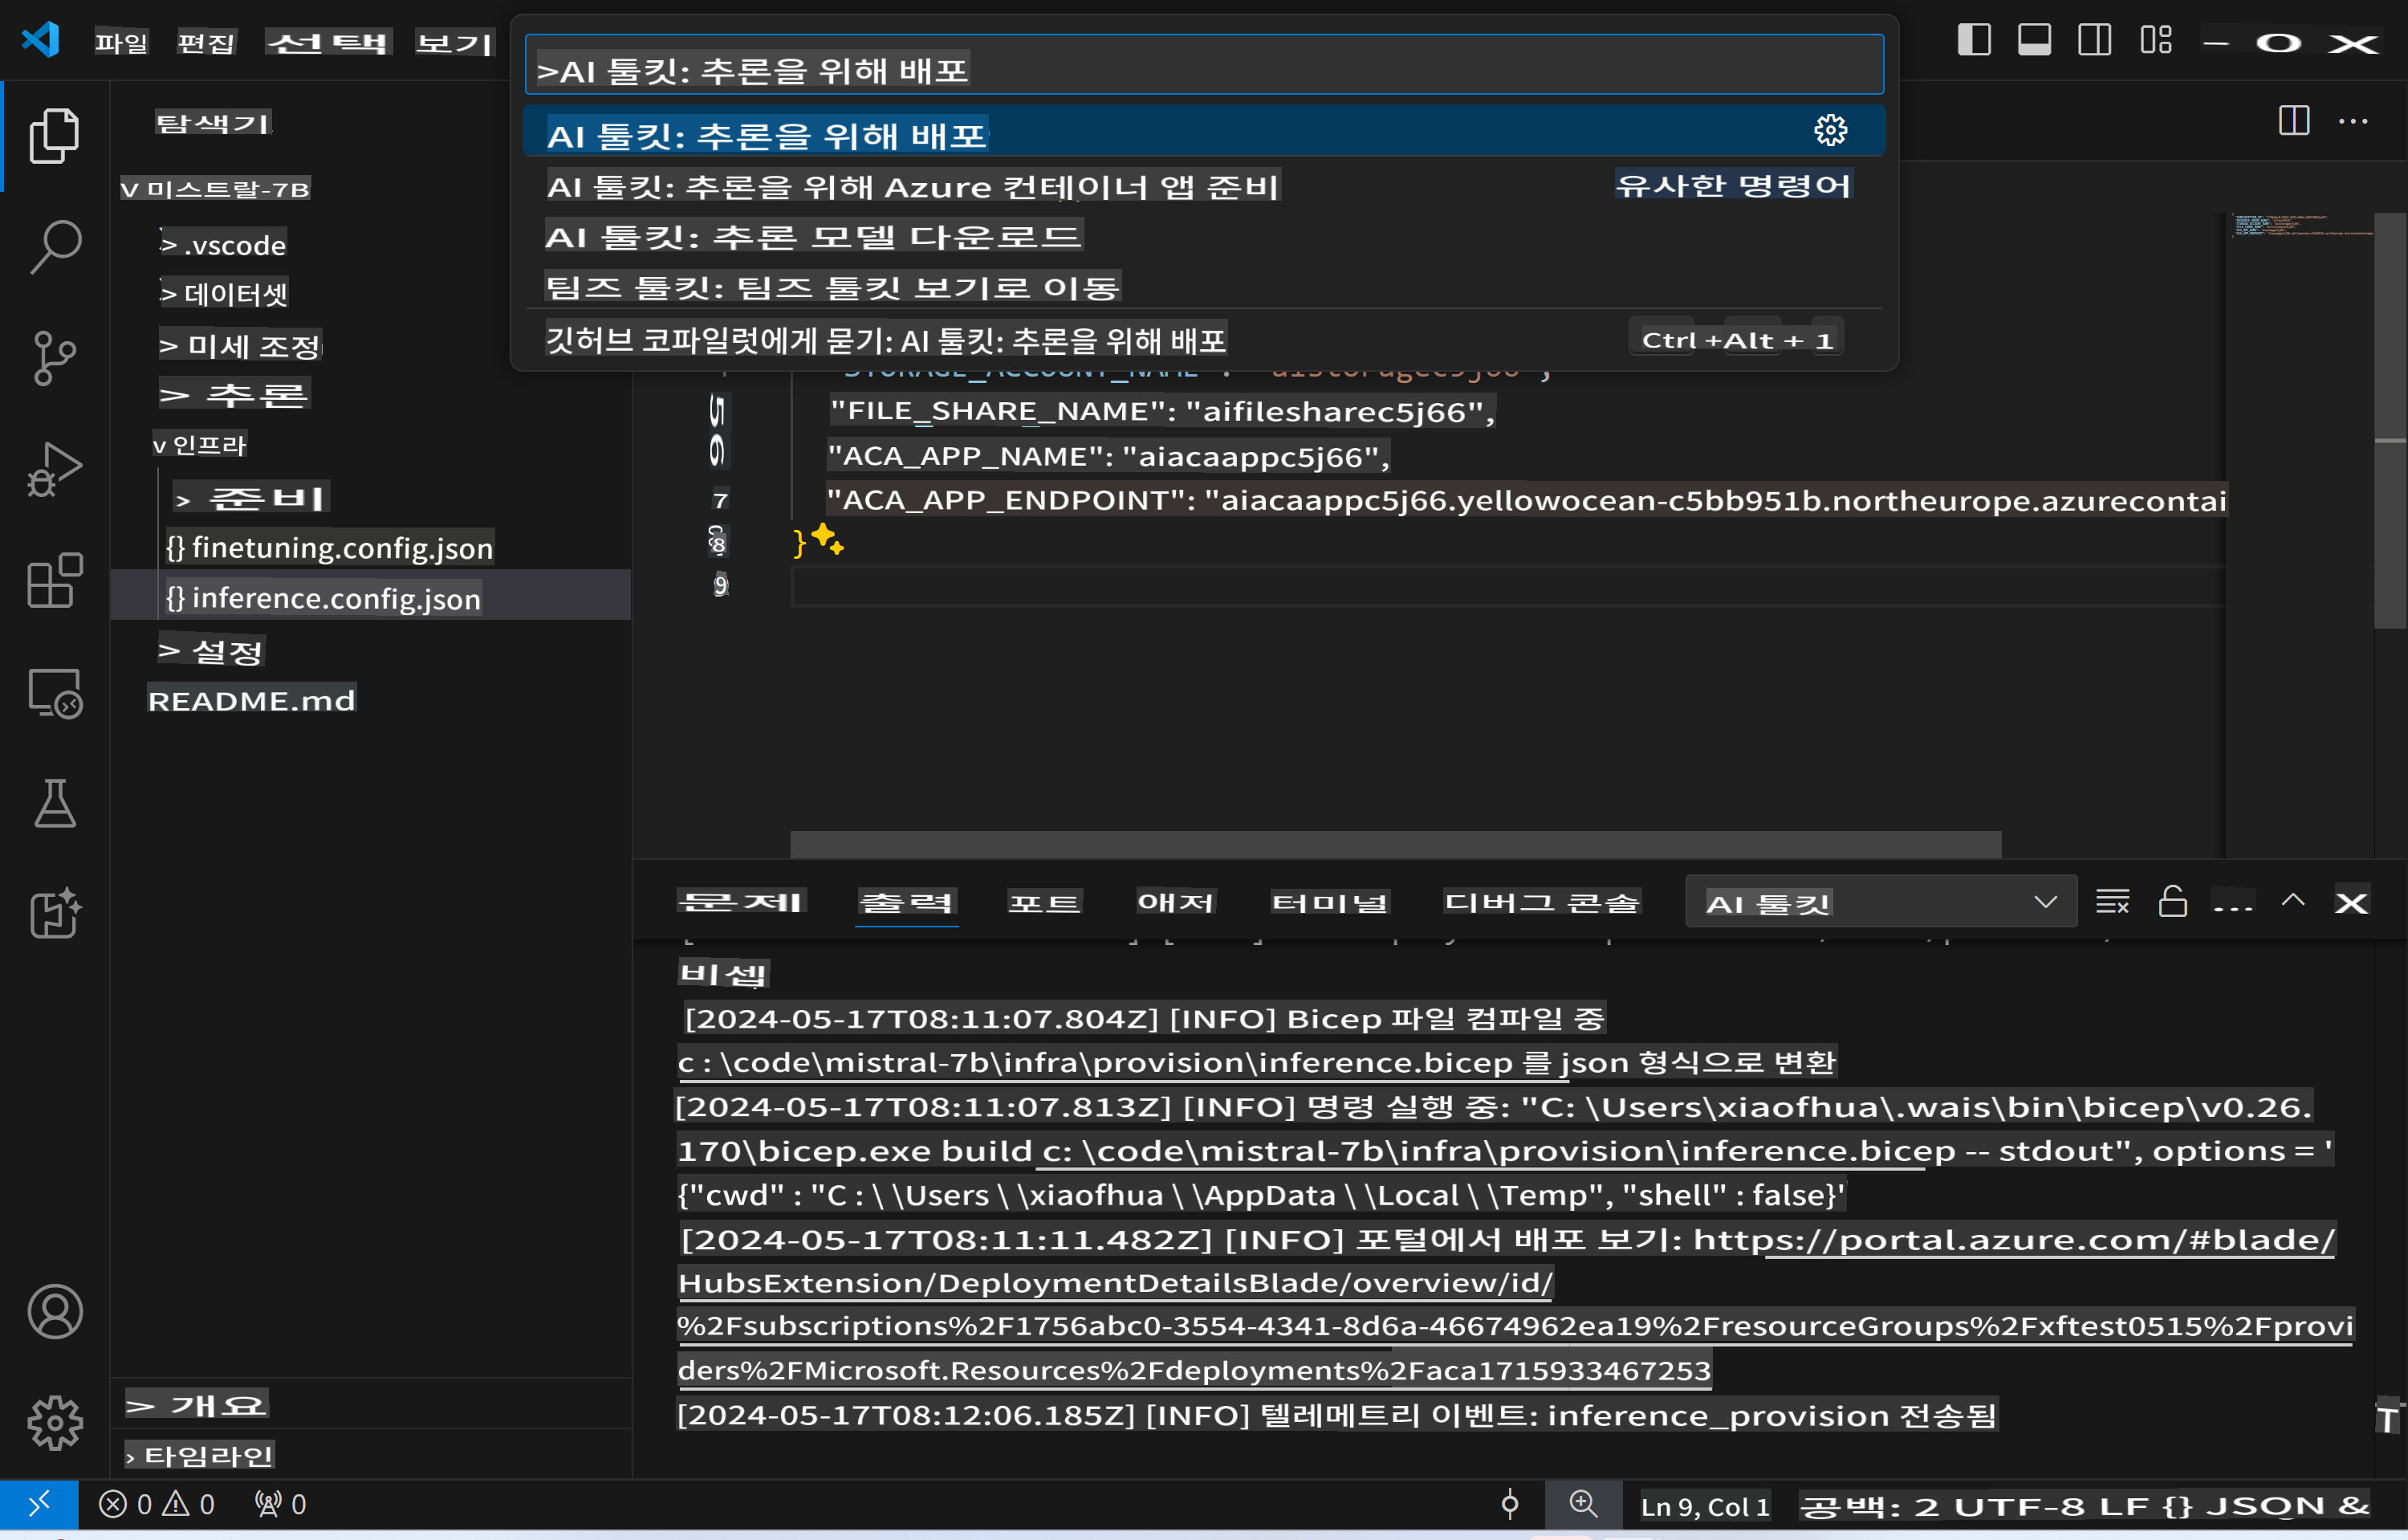 파일 편집 선택 보기
>AI 툴킷: 추론을 위해 배포
AI 툴킷: 추론을 위해 배포
AI 툴킷: 추론을 위해 Azure 컨테이너 앱 준비 유사한 명령어
AI 툴킷: 추론 모델 다운로드
팀즈 툴킷: 팀즈 툴킷 보기로 이동
깃허브 코파일럿에게 묻기: AI 툴킷: 추론을 위해 배포 Ctrl +Alt + 1
탐색기
V 미스트랄-7B
> .vscode
> 데이터셋
> 미세 조정
> 추론
v 인프라
> 준비
{} finetuning.config.json
{} inference.config.json
> 설정
README.md
> 개요
> 타임라인
5 "FILE_SHARE_NAME": "aifilesharec5j66",
6 "ACA_APP_NAME": "aiacaappc5j66",
7 "ACA_APP_ENDPOINT": "aiacaappc5j66.yellowocean-c5bb951b.northeurope.azurecontai
8 }
9
문제 출력 포트 애저 터미널 디버그 콘솔 AI 툴킷
비셉
[2024-05-17T08:11:07.804Z] [INFO] Bicep 파일 컴파일 중
c : \code\mistral-7b\infra\provision\inference.bicep 를 json 형식으로 변환
[2024-05-17T08:11:07.813Z] [INFO] 명령 실행 중: "C: \Users\xiaofhua\.wais\bin\bicep\v0.26.
170\bicep.exe build c: \code\mistral-7b\infra\provision\inference.bicep -- stdout", options = '
{"cwd" : "C : \ \Users \ \xiaofhua \ \AppData \ \Local \ \Temp", "shell" : false}'
[2024-05-17T08:11:11.482Z] [INFO] 포털에서 배포 보기: https://portal.azure.com/#blade/
HubsExtension/DeploymentDetailsBlade/overview/id/
%2Fsubscriptions%2F1756abc0-3554-4341-8d6a-46674962ea19%2FresourceGroups%2Fxftest0515%2Fprovi
ders%2FMicrosoft.Resources%2Fdeployments%2Faca1715933467253
[2024-05-17T08:12:06.185Z] [INFO] 텔레메트리 이벤트: inference_provision 전송됨
0 0 0 Ln 9, Col 1 공백: 2 UTF-8 LF {} JSON &